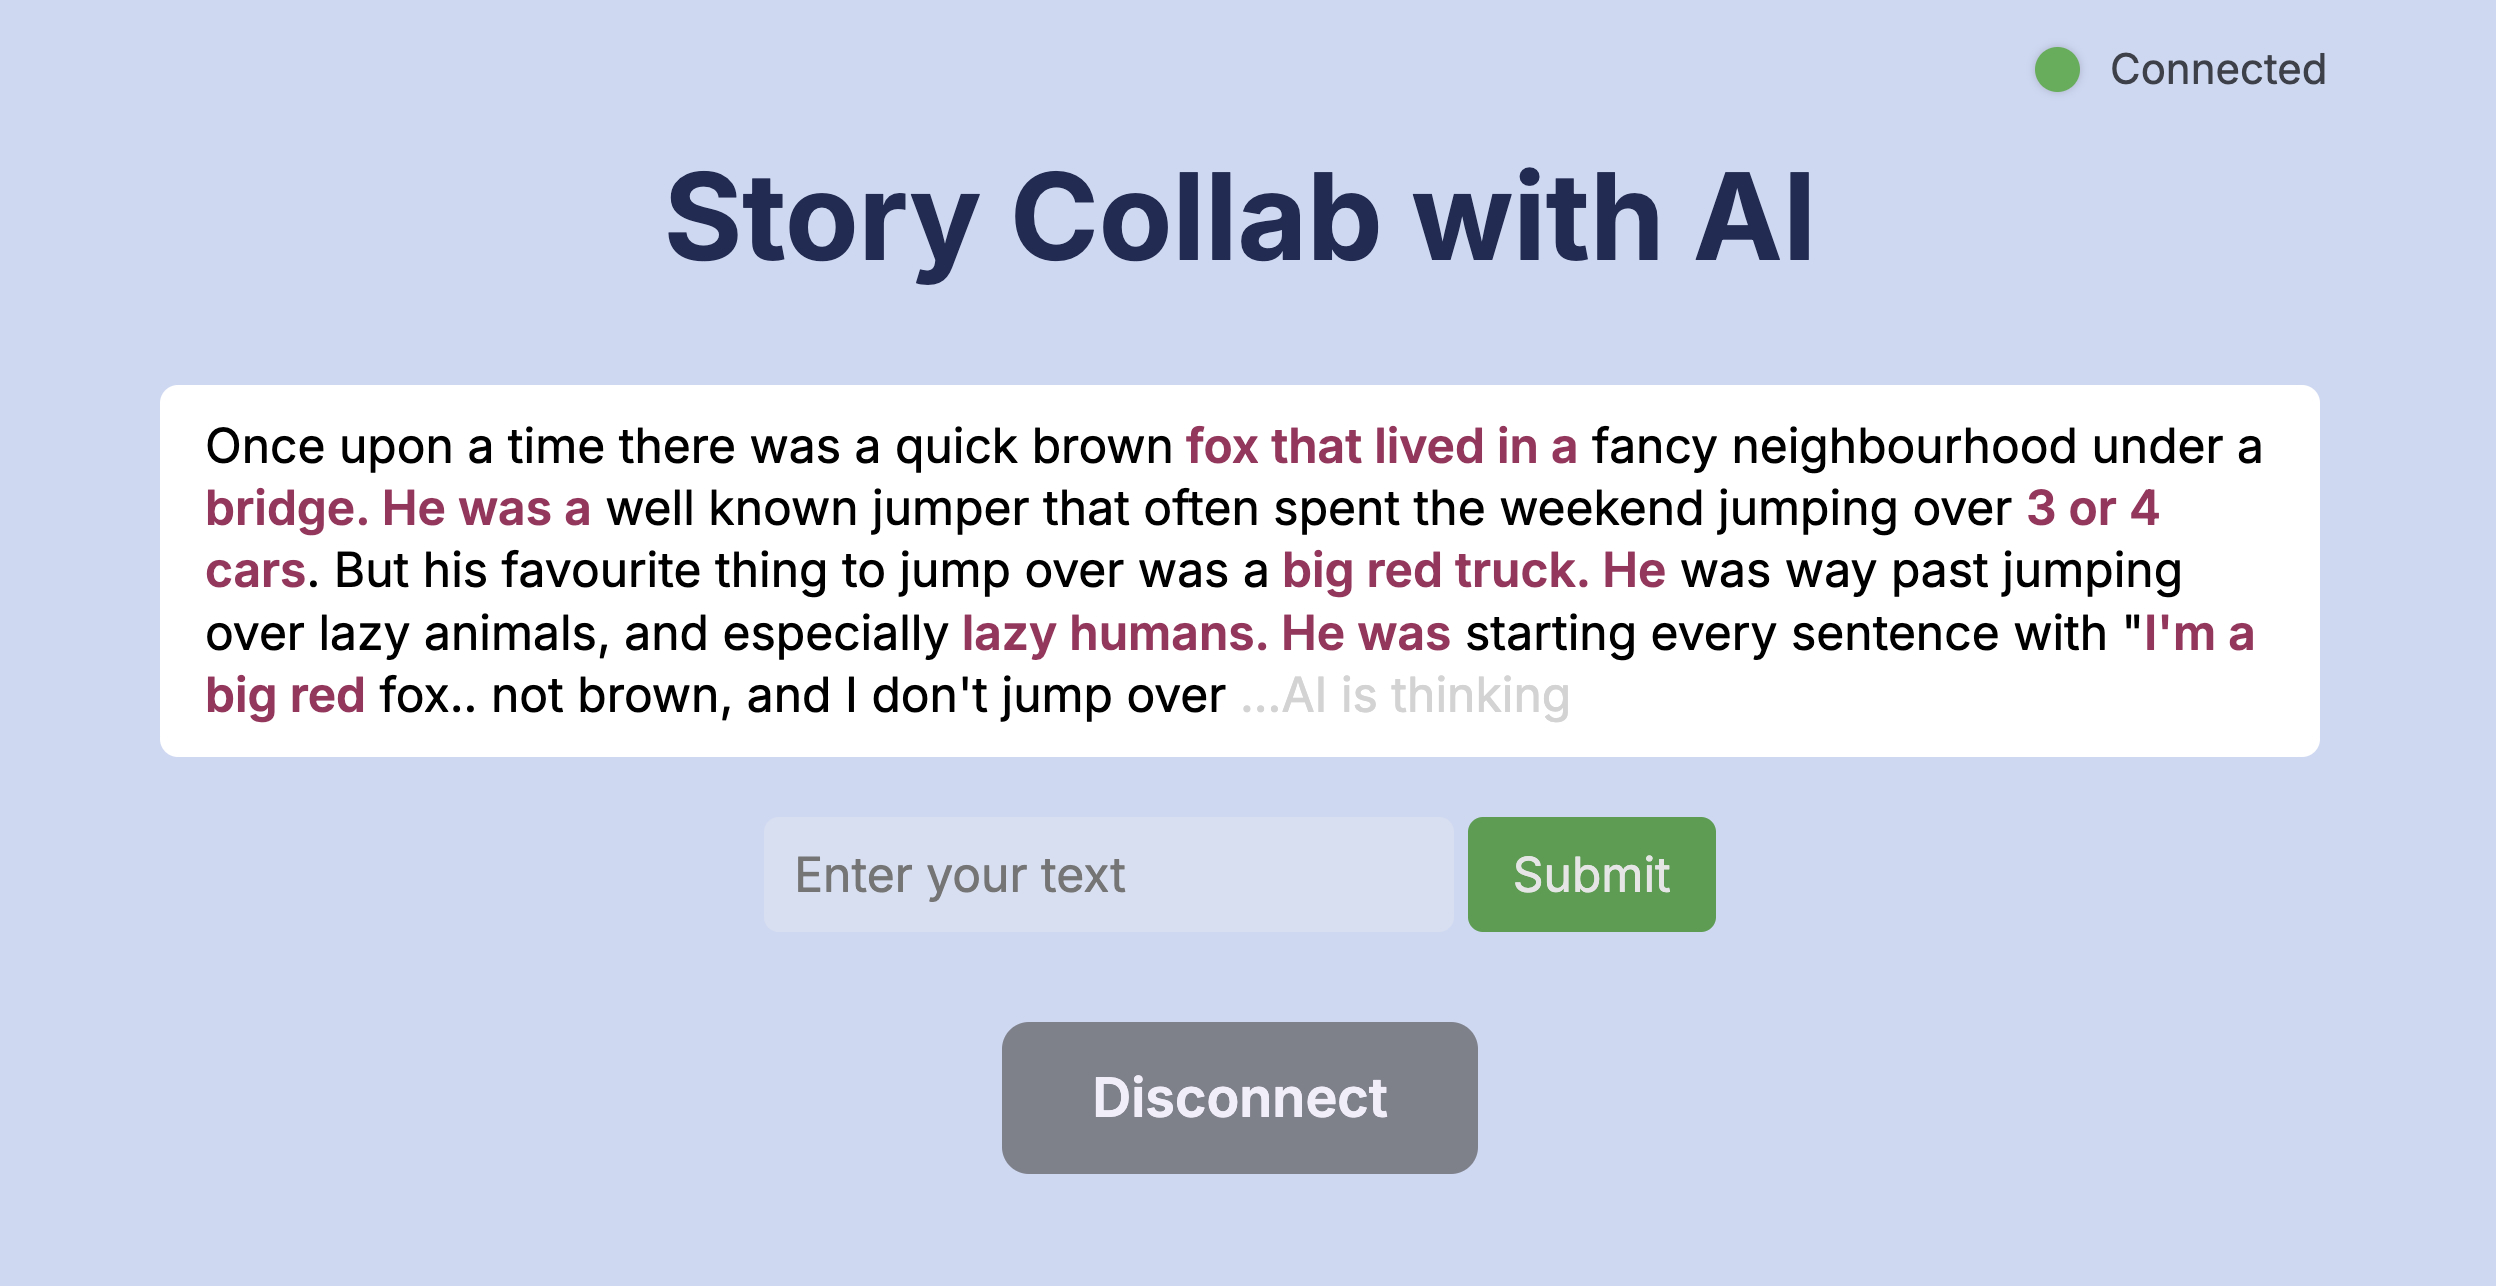 Connected
Story Collab with AI
Once upon a time there was a quick brown fox that lived in a fancy neighbourhood under a
bridge. He was a well known jumper that often spent the weekend jumping over 3 or 4
cars. But his favourite thing to jump over was a big red truck. He was way past jumping
over lazy animals, and especially lazy humans. He was starting every sentence with "I'm a
big red fox.. not brown, and I don't jump over ...AI is thinking
Enter your text
Submit
Disconnect